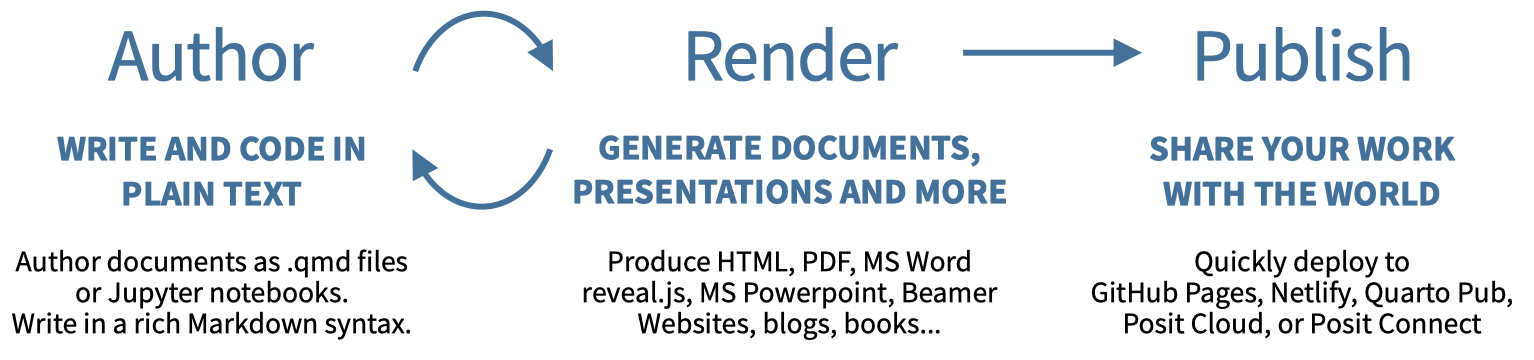 Author
WRITE AND CODE IN
PLAIN TEXT
Author documents as .qmd files
or Jupyter notebooks.
Write in a rich Markdown syntax.
Render
GENERATE DOCUMENTS,
PRESENTATIONS AND MORE
Produce HTML, PDF, MS Word
reveal.js, MS Powerpoint, Beamer
Websites, blogs, books...
Publish
SHARE YOUR WORK
WITH THE WORLD
Quickly deploy to
GitHub Pages, Netlify, Quarto Pub,
Posit Cloud, or Posit Connect